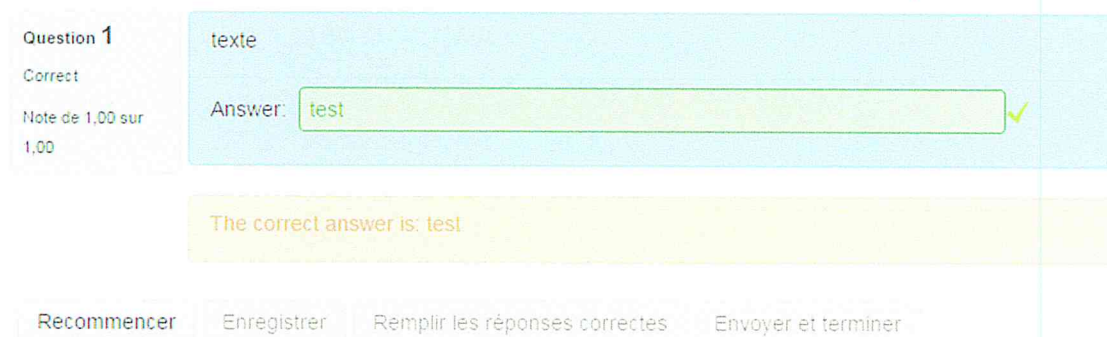 Question 1
Correct
Note de 1,00 sur
1,00
texte
Answer: test
The correct answer is: test
Recommencer Enregistrer Remplir les réponses correctes Envoyer et terminer